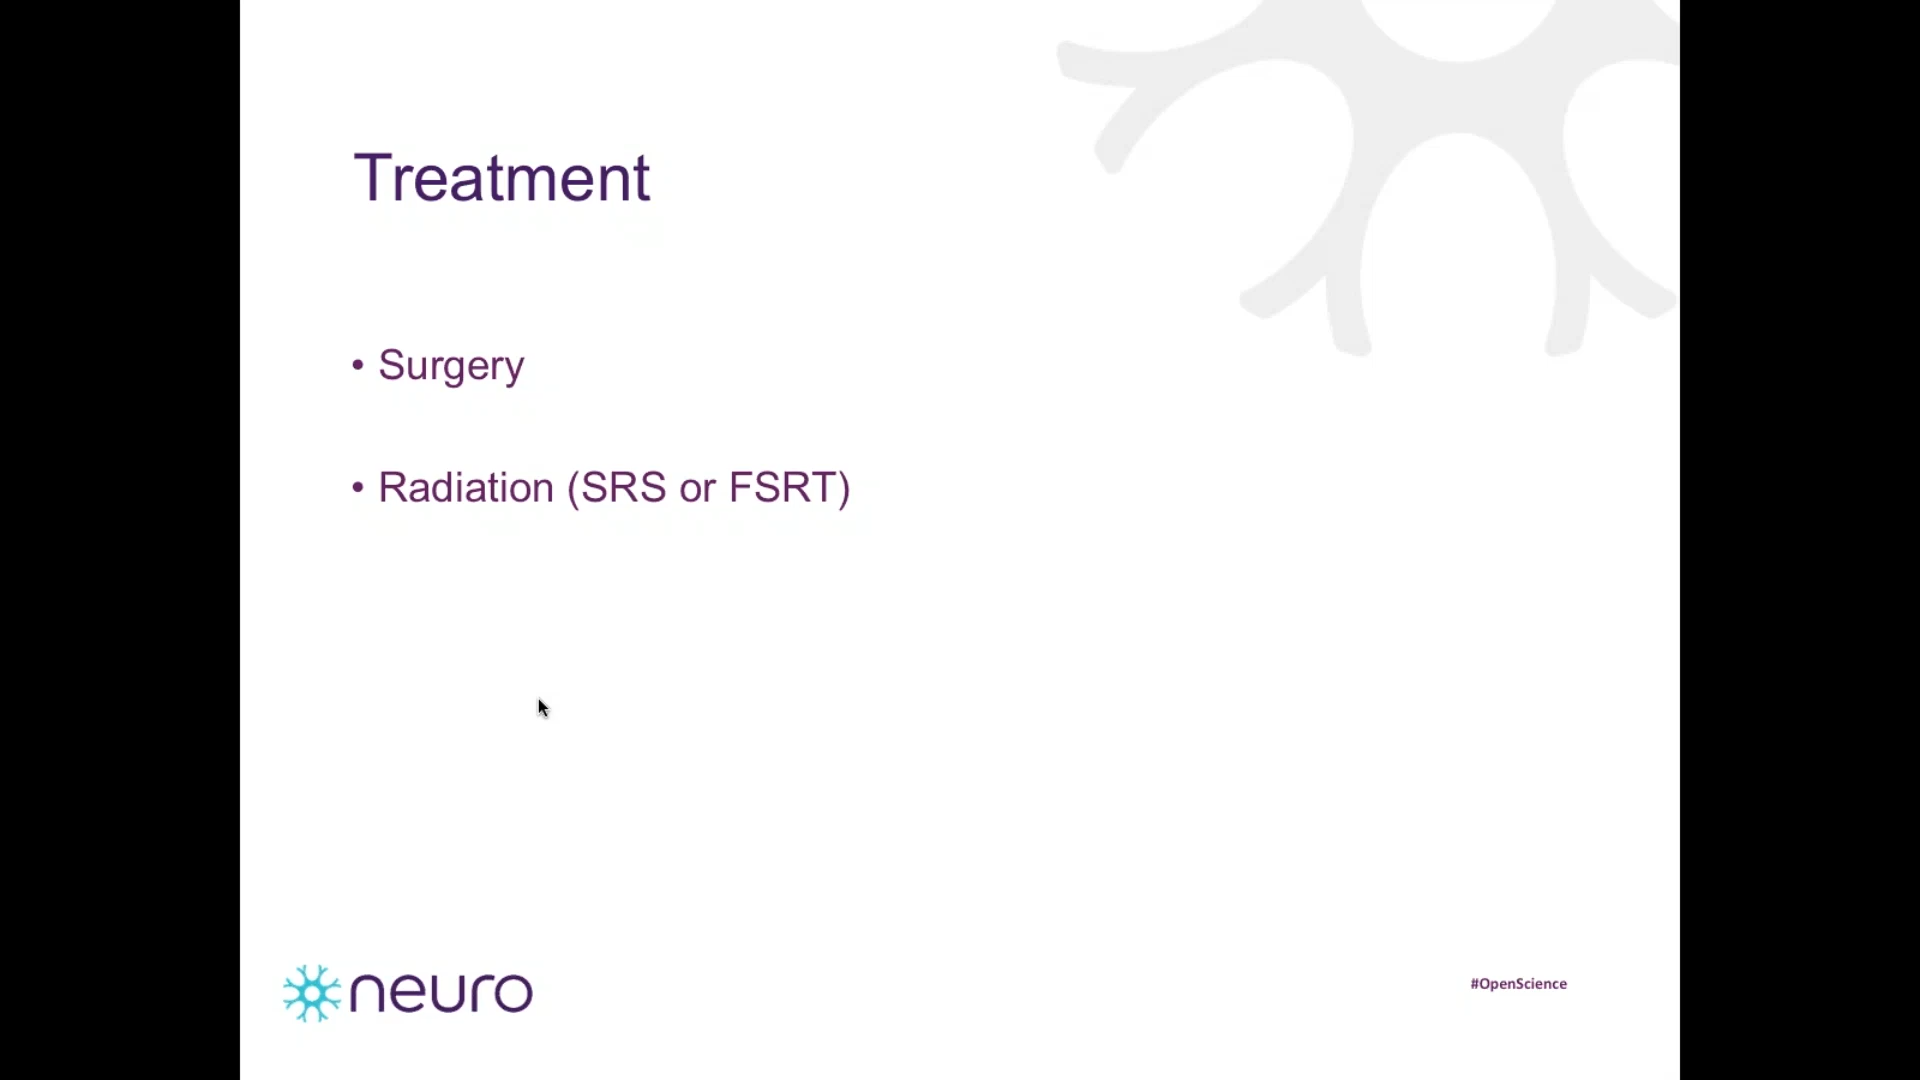 Treatment
• Surgery
• Radiation (SRS or FSRT)
neuro
#OpenScience